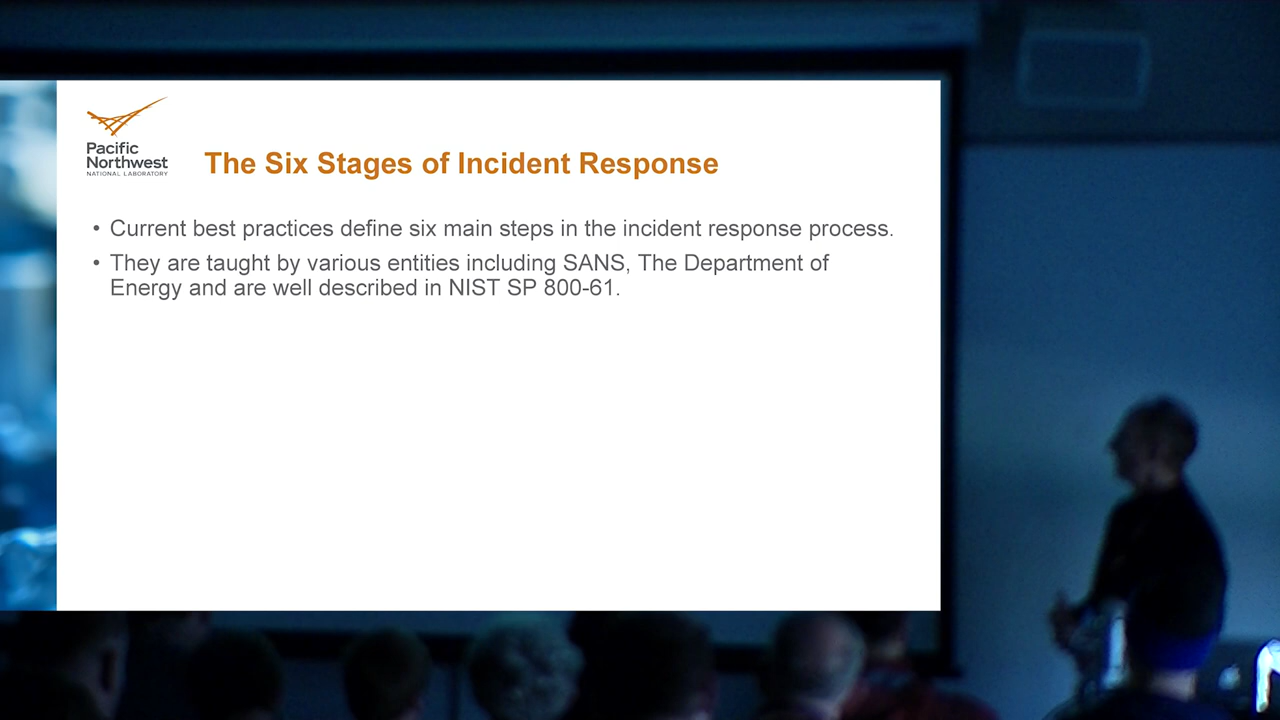 Pacific
Northwest
NATIONAL LABORATORY
The Six Stages of Incident Response
• Current best practices define six main steps in the incident response process.
• They are taught by various entities including SANS, The Department of
Energy and are well described in NIST SP 800-61.